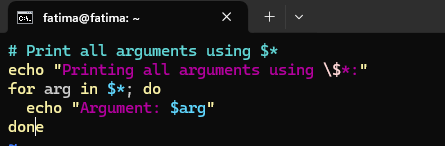 fatima@fatima: ~
# Print all arguments using $*
echo "Printing all arguments using \$*:"
for arg in $*; do
  echo "Argument: $arg"
done
~